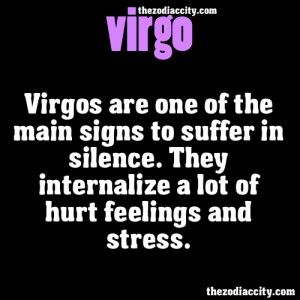 thezodiaccity.com
virgo
Virgos are one of the
main signs to suffer in
silence. They
internalize a lot of
hurt feelings and
stress.
thezodiaccity.com